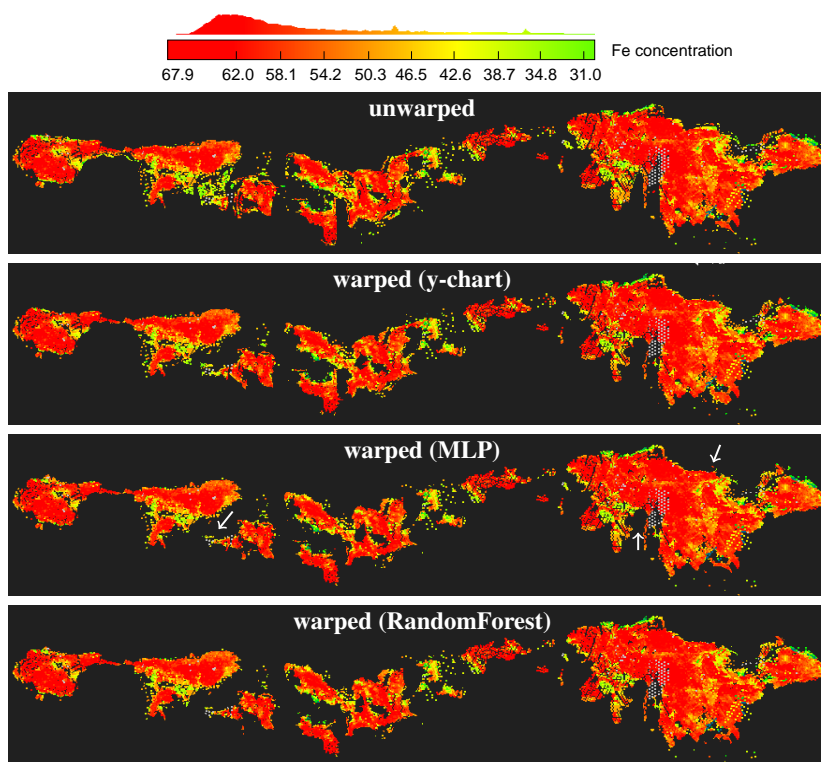 Fe concentration
67.9 62.0 58.1 54.2 50.3 46.5 42.6 38.7 34.8 31.0
unwarped
warped (y-chart)
warped (MLP)
warped (RandomForest)